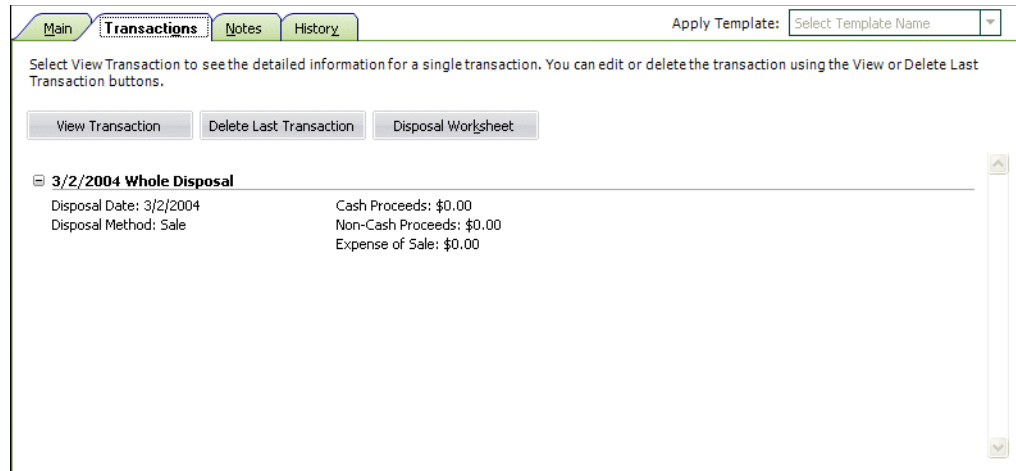 Main Transactions Notes History Apply Template: Select Template Name
Select View Transaction to see the detailed information for a single transaction. You can edit or delete the transaction using the View or Delete Last
Transaction buttons.
View Transaction Delete Last Transaction Disposal Worksheet
3/2/2004 Whole Disposal
Disposal Date: 3/2/2004 Cash Proceeds: $0.00
Disposal Method: Sale Non-Cash Proceeds: $0.00
Expense of Sale: $0.00